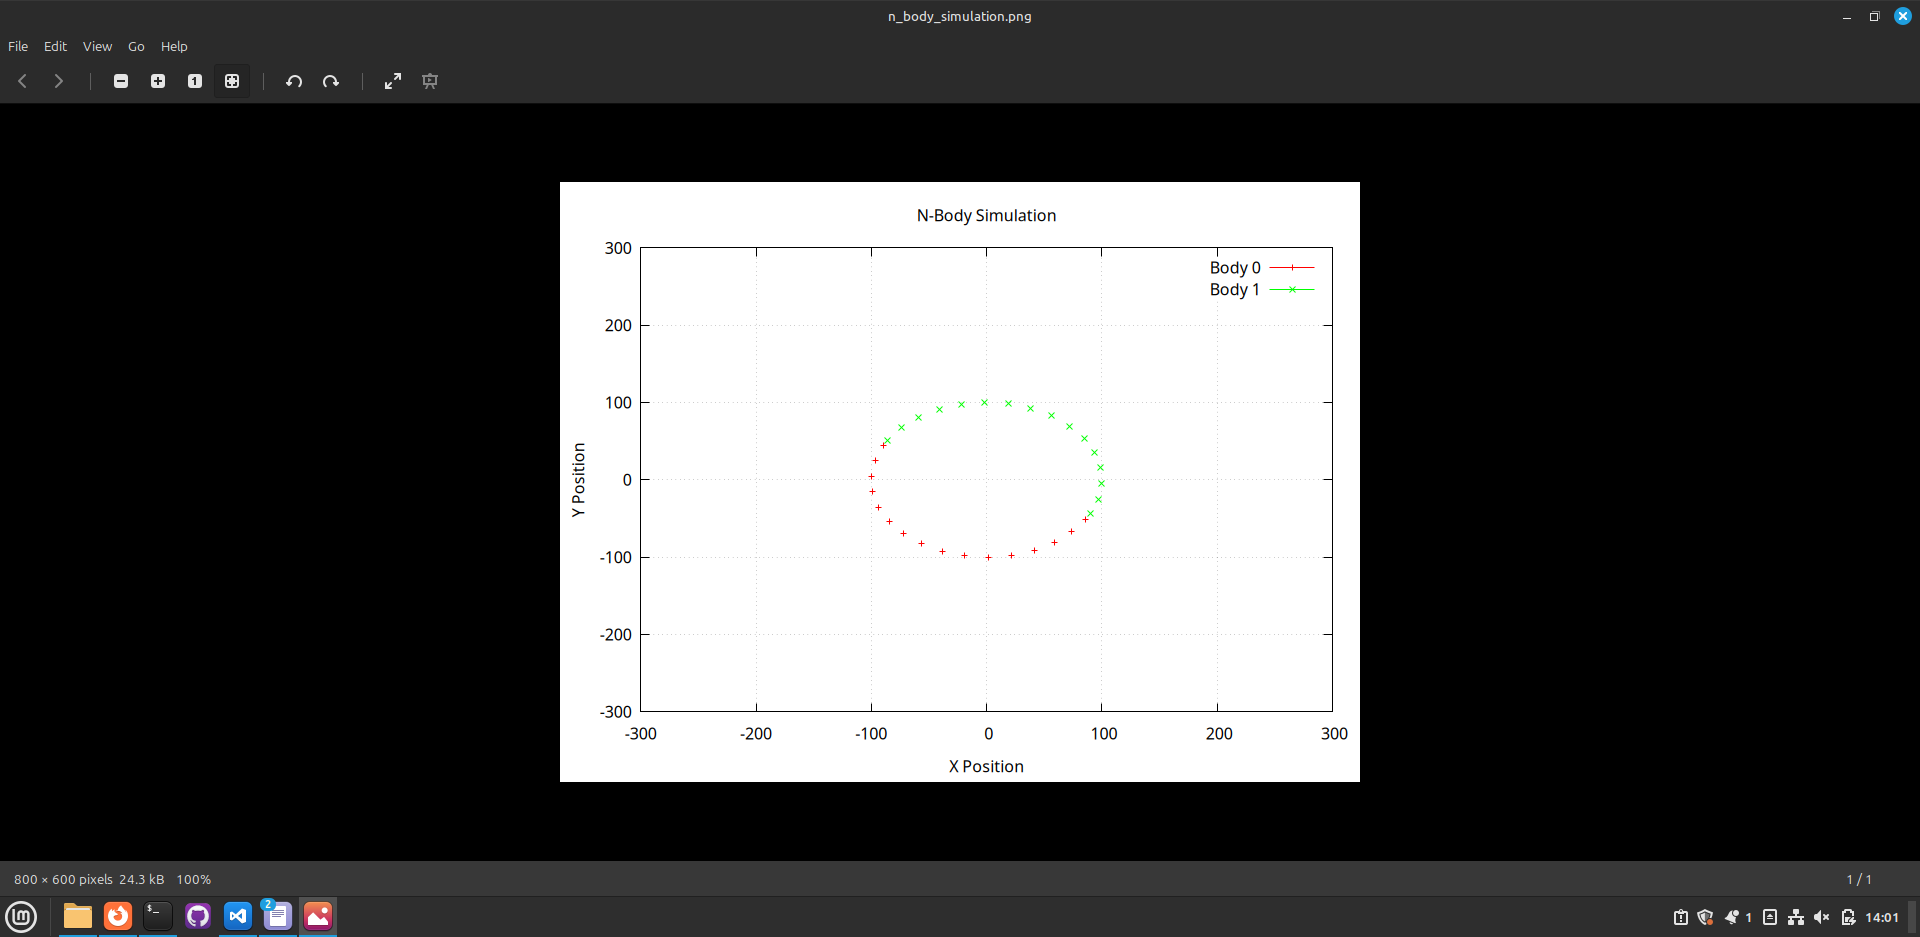 n_body_simulation.png
File Edit View Go Help
1
N-Body Simulation
300
Body 0
Body 1
200
100
0
-100
-200
-300
Y Position
-300 -200 -100 0 100 200 300
X Position
800 × 600 pixels 24.3 kB 100%
1 / 1
$_
2
1
14:01